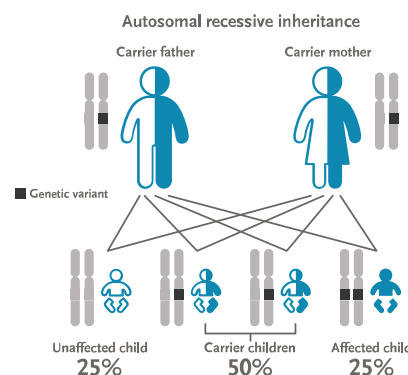 Autosomal recessive inheritance
Carrier father
Carrier mother
Genetic variant
Unaffected child
Carrier children
Affected child
25%
50%
25%